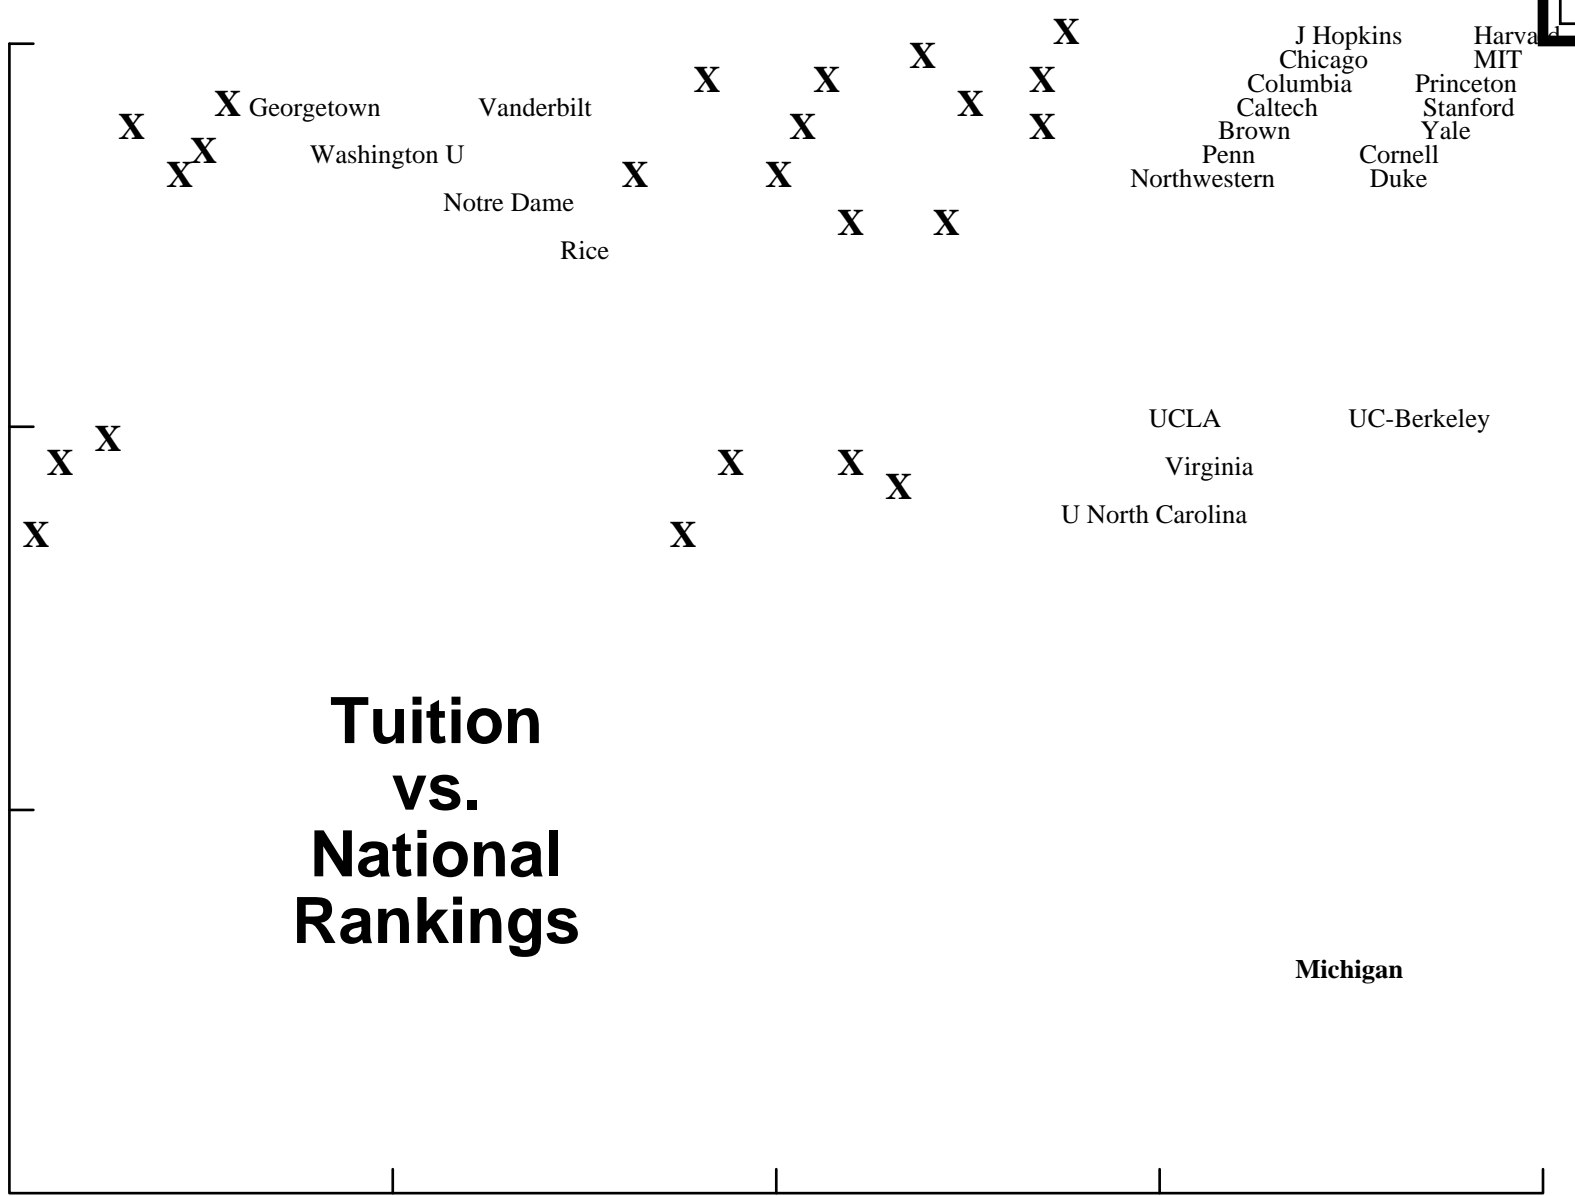 X J Hopkins Harvard
X Chicago MIT
X X X Columbia Princeton
X Georgetown Vanderbilt X Caltech Stanford
X X X Brown Yale
X Washington U Penn Cornell
X X X Northwestern Duke
Notre Dame
X X
Rice
UCLA UC-Berkeley
X
X X X Virginia
X
U North Carolina
X X
Tuition
vs.
National
Rankings
Michigan